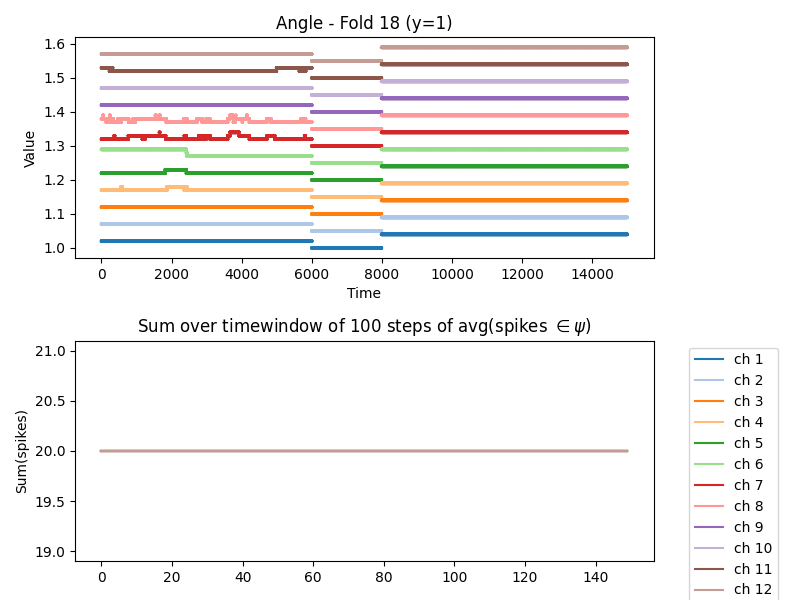 Angle - Fold 18 (y=1)
Value
1.6
1.5
1.4
1.3
1.2
1.1
1.0
0 2000 4000 6000 8000 10000 12000 14000
Time
Sum over timewindow of 100 steps of avg(spikes ∈ ψ)
Sum(spikes)
21.0
20.5
20.0
19.5
19.0
0 20 40 60 80 100 120 140
ch 1
ch 2
ch 3
ch 4
ch 5
ch 6
ch 7
ch 8
ch 9
ch 10
ch 11
ch 12